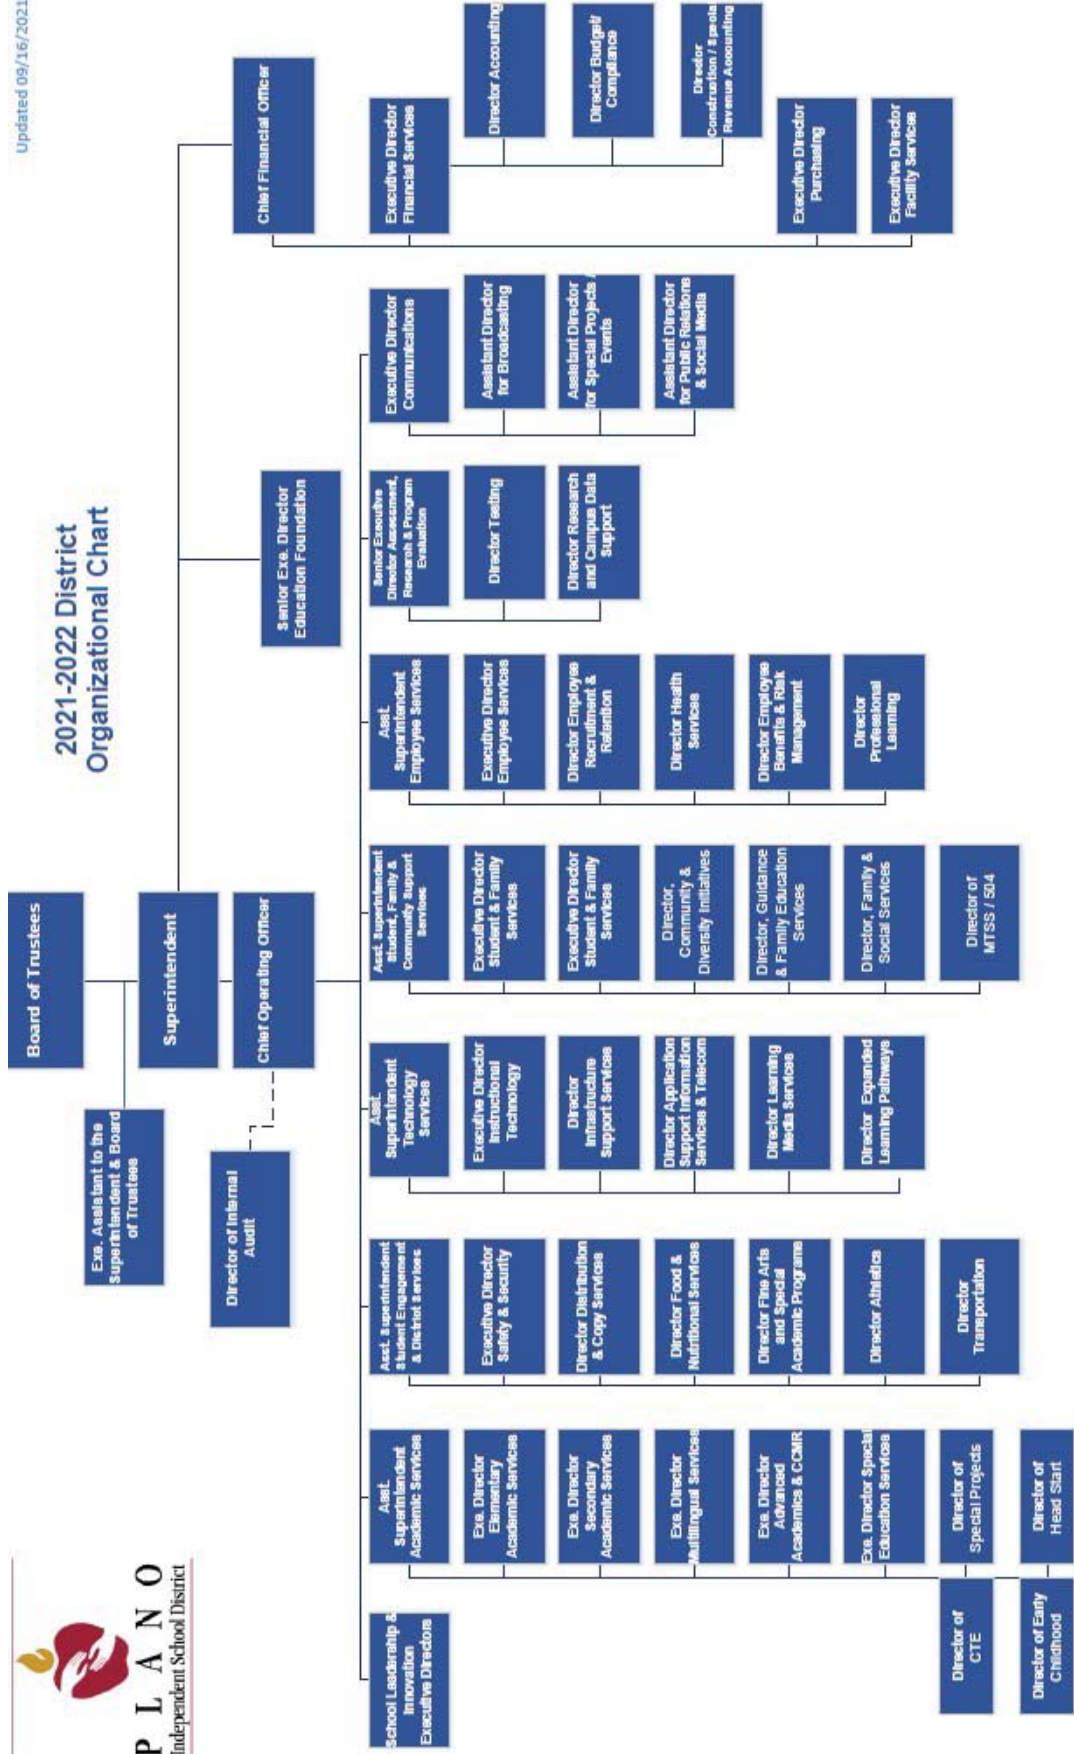 Updated 09/16/2021
2021-2022 District
Organizational Chart
P L A N O
Independent School District
Board of Trustees
Exe. Assistant to the
Superintendent & Board
of Trustees
Superintendent
Director of Internal
Audit
Chief Operating Officer
Senior Exe. Director
Education Foundation
Chief Financial Officer
School Leadership &
Innovation
Executive Directors
Asst.
Superintendent
Academic Services
Exe. Director
Elementary
Academic Services
Exe. Director
Secondary
Academic Services
Exe. Director
Multilingual Services
Exe. Director
Advanced
Academics & CCMR
Exe. Director Special
Education Services
Director of
CTE
Director of
Special Projects
Director of Early
Childhood
Director of
Head Start
Asst. Superintendent
Student Engagement
& District Services
Executive Director
Safety & Security
Director Distribution
& Copy Services
Director Food &
Nutritional Services
Director Fine Arts
and Special
Academic Programs
Director Athletics
Director
Transportation
Asst.
Superintendent
Technology
Services
Executive Director
Instructional
Technology
Director
Infrastructure
Support Services
Director Application
Support Information
Services & Telecom
Director Learning
Media Services
Director Expanded
Learning Pathways
Asst. Superintendent
Student, Family &
Community Support
Services
Executive Director
Student & Family
Services
Executive Director
Student & Family
Services
Director,
Community &
Diversity Initiatives
Director, Guidance
& Family Education
Services
Director, Family &
Social Services
Director of
MTSS / 504
Asst.
Superintendent
Employee Services
Executive Director
Employee Services
Director Employee
Recruitment &
Retention
Director Health
Services
Director Employee
Benefits & Risk
Management
Director
Professional
Learning
Senior Executive
Director Assessment,
Research & Program
Evaluation
Director Testing
Director Research
and Campus Data
Support
Executive Director
Communications
Assistant Director
for Broadcasting
Assistant Director
for Special Projects /
Events
Assistant Director
for Public Relations
& Social Media
Executive Director
Financial Services
Director Accounting
Director Budget/
Compliance
Director
Construction / Specia
Revenue Accounting
Executive Director
Purchasing
Executive Director
Facility Services